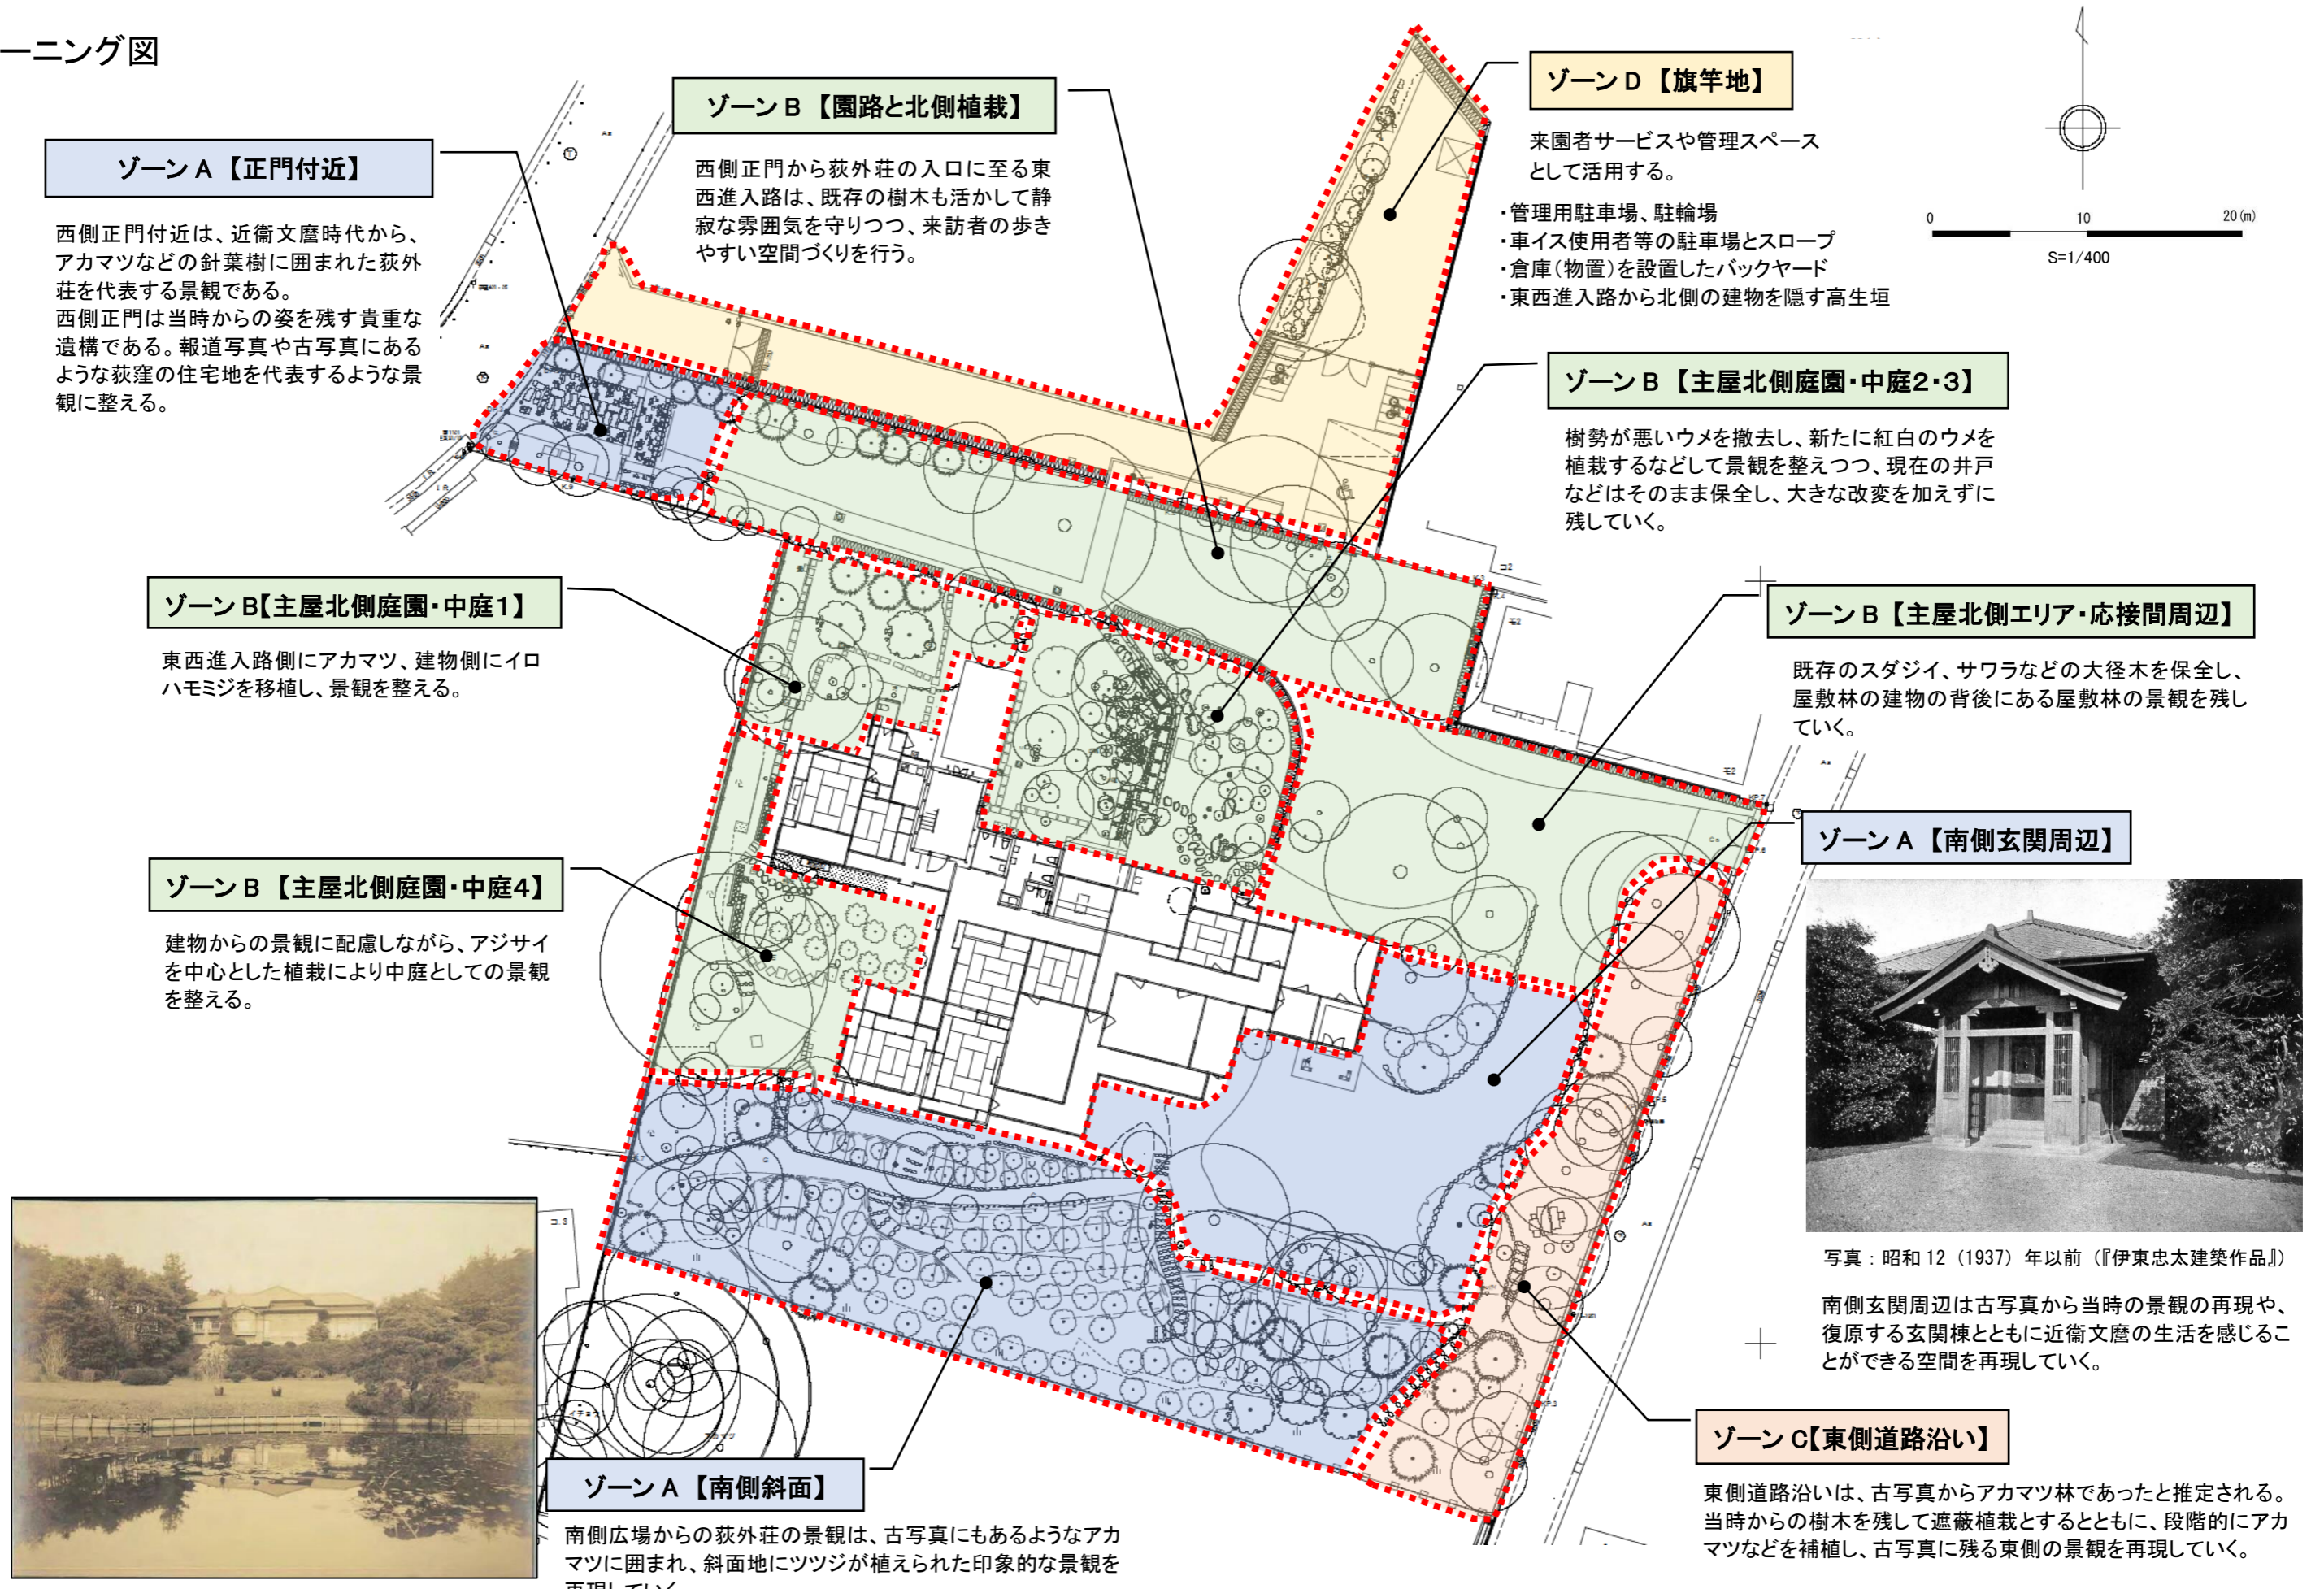 ーニング図
ゾーンA【正門付近】
西側正門付近は、近衞文麿時代から、
アカマツなどの針葉樹に囲まれた荻外
荘を代表する景観である。
西側正門は当時からの姿を残す貴重な
遺構である。報道写真や古写真にある
ような荻窪の住宅地を代表するような景
観に整える。
ゾーンB【園路と北側植栽】
西側正門から荻外荘の入口に至る東
西進入路は、既存の樹木も活かして静
寂な雰囲気を守りつつ、来訪者の歩き
やすい空間づくりを行う。
ゾーンD【旗竿地】
来園者サービスや管理スペース
として活用する。
・管理用駐車場、駐輪場
・車イス使用者等の駐車場とスロープ
・倉庫（物置）を設置したバックヤード
・東西進入路から北側の建物を隠す高生垣
0 10 20(m)
S=1/400
ゾーンB【主屋北側庭園・中庭2・3】
樹勢が悪いウメを撤去し、新たに紅白のウメを
植栽するなどして景観を整えつつ、現在の井戸
などはそのまま保全し、大きな改変を加えずに
残していく。
ゾーンB【主屋北側庭園・中庭1】
東西進入路側にアカマツ、建物側にイロ
ハモミジを移植し、景観を整える。
ゾーンB【主屋北側エリア・応接間周辺】
既存のスダジイ、サワラなどの大径木を保全し、
屋敷林の建物の背後にある屋敷林の景観を残し
ていく。
ゾーンB【主屋北側庭園・中庭4】
建物からの景観に配慮しながら、アジサイ
を中心とした植栽により中庭としての景観
を整える。
ゾーンA【南側玄関周辺】
写真：昭和12（1937）年以前（『伊東忠太建築作品』）
南側玄関周辺は古写真から当時の景観の再現や、
復原する玄関棟とともに近衞文麿の生活を感じるこ
とができる空間を再現していく。
ゾーンC【東側道路沿い】
東側道路沿いは、古写真からアカマツ林であったと推定される。
当時からの樹木を残して遮蔽植栽とするとともに、段階的にアカ
マツなどを補植し、古写真に残る東側の景観を再現していく。
イチョウ
アカマツ
ゾーンA【南側斜面】
南側広場からの荻外荘の景観は、古写真にもあるようなアカ
マツに囲まれ、斜面地にツツジが植えられた印象的な景観を
再現していく